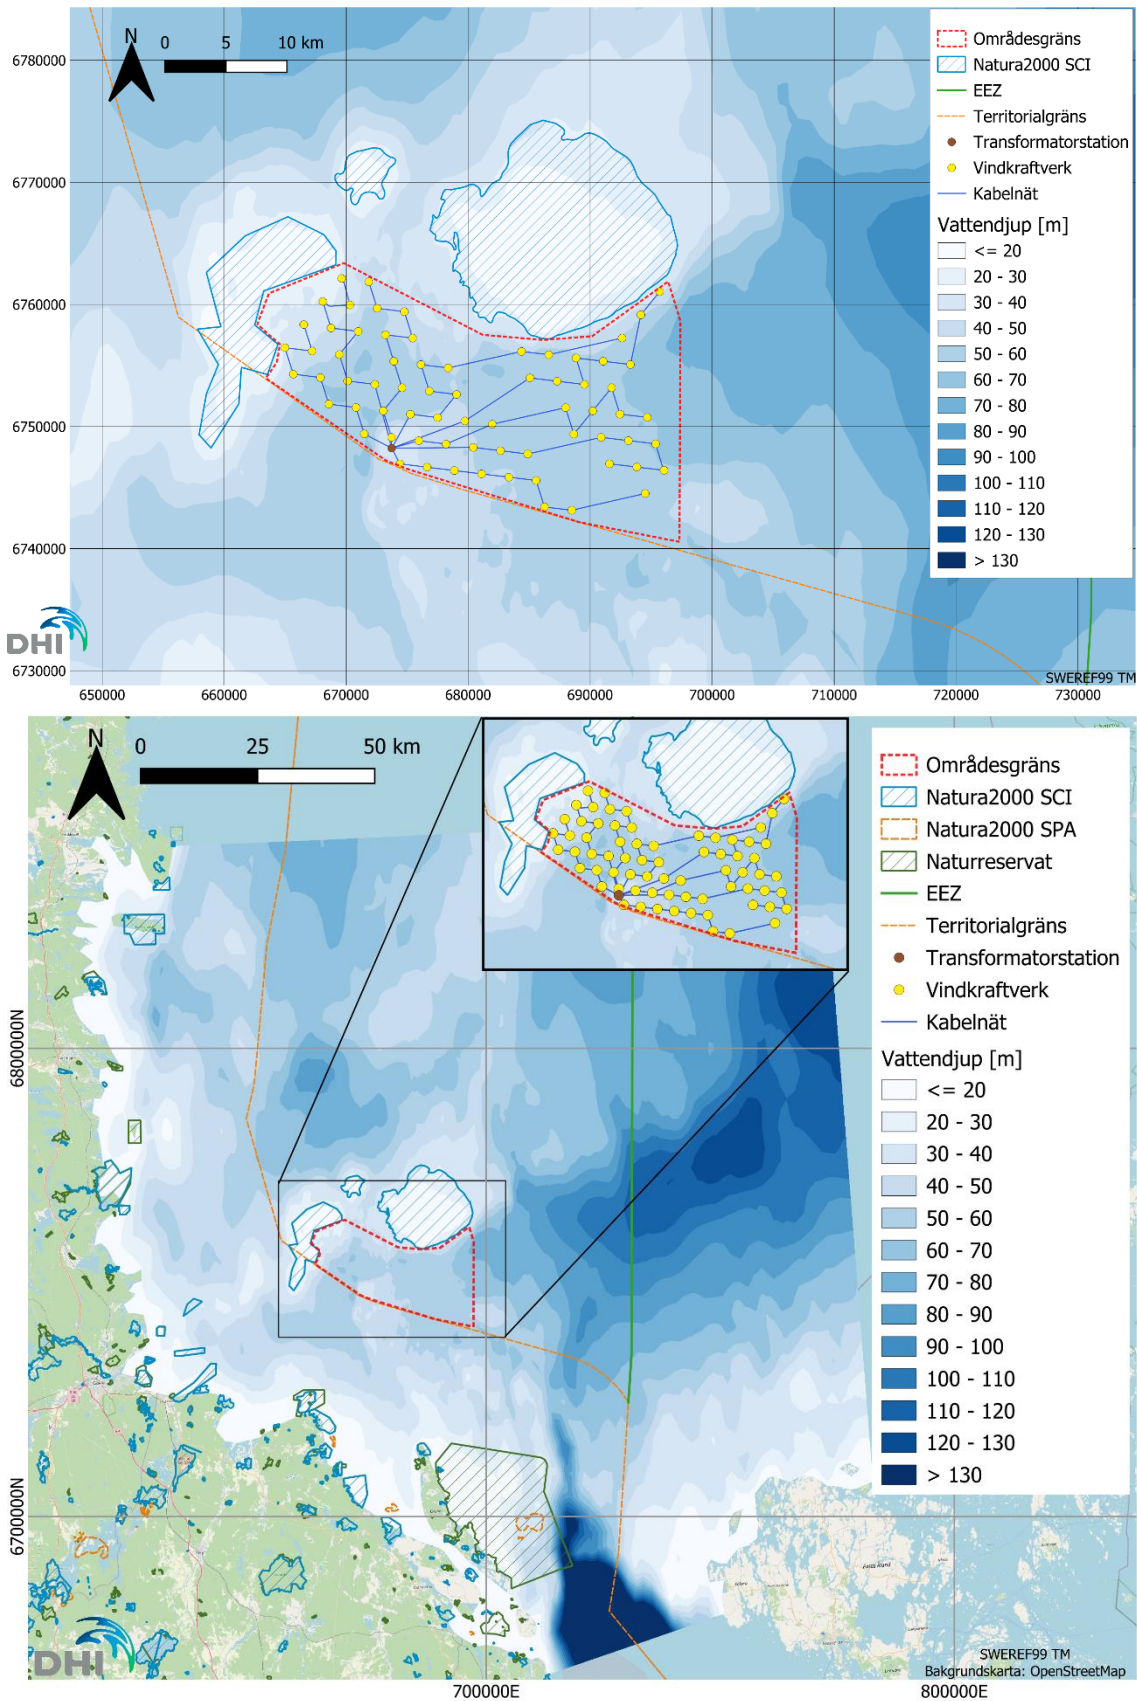 N
0 5 10 km
6780000
6770000
6760000
6750000
6740000
6730000
650000 660000 670000 680000 690000 700000 710000 720000 730000
SWEREF99 TM
DHI
Områdesgräns
Natura2000 SCI
EEZ
Territorialgräns
Transformatorstation
Vindkraftverk
Kabelnät
Vattendjup [m]
<= 20
20 - 30
30 - 40
40 - 50
50 - 60
60 - 70
70 - 80
80 - 90
90 - 100
100 - 110
110 - 120
120 - 130
> 130
N
0 25 50 km
6800000N
6700000N
700000E 800000E
DHI
Områdesgräns
Natura2000 SCI
Natura2000 SPA
Naturreservat
EEZ
Territorialgräns
Transformatorstation
Vindkraftverk
Kabelnät
Vattendjup [m]
<= 20
20 - 30
30 - 40
40 - 50
50 - 60
60 - 70
70 - 80
80 - 90
90 - 100
100 - 110
110 - 120
120 - 130
> 130
SWEREF99 TM
Bakgrundskarta: OpenStreetMap